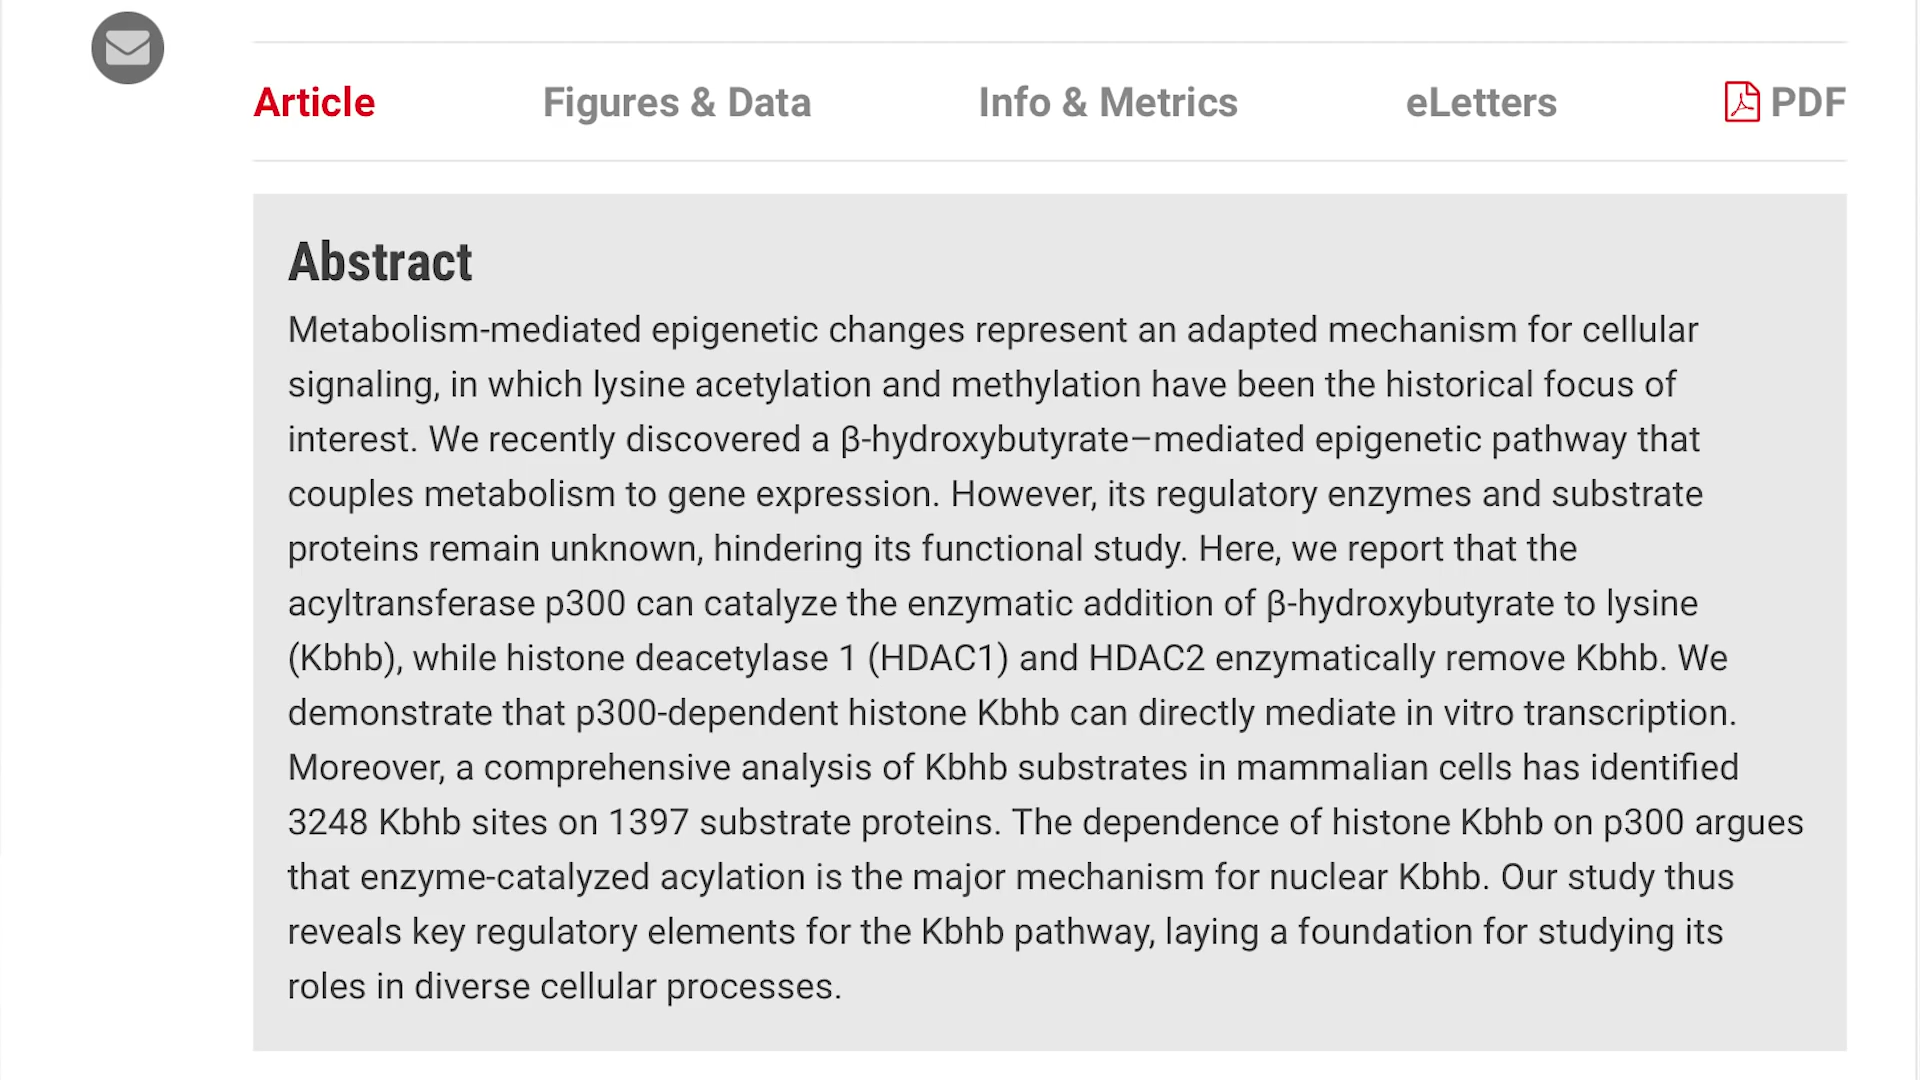 Article Figures & Data Info & Metrics eLetters PDF
Abstract
Metabolism-mediated epigenetic changes represent an adapted mechanism for cellular
signaling, in which lysine acetylation and methylation have been the historical focus of
interest. We recently discovered a β-hydroxybutyrate–mediated epigenetic pathway that
couples metabolism to gene expression. However, its regulatory enzymes and substrate
proteins remain unknown, hindering its functional study. Here, we report that the
acyltransferase p300 can catalyze the enzymatic addition of β-hydroxybutyrate to lysine
(Kbhb), while histone deacetylase 1 (HDAC1) and HDAC2 enzymatically remove Kbhb. We
demonstrate that p300-dependent histone Kbhb can directly mediate in vitro transcription.
Moreover, a comprehensive analysis of Kbhb substrates in mammalian cells has identified
3248 Kbhb sites on 1397 substrate proteins. The dependence of histone Kbhb on p300 argues
that enzyme-catalyzed acylation is the major mechanism for nuclear Kbhb. Our study thus
reveals key regulatory elements for the Kbhb pathway, laying a foundation for studying its
roles in diverse cellular processes.